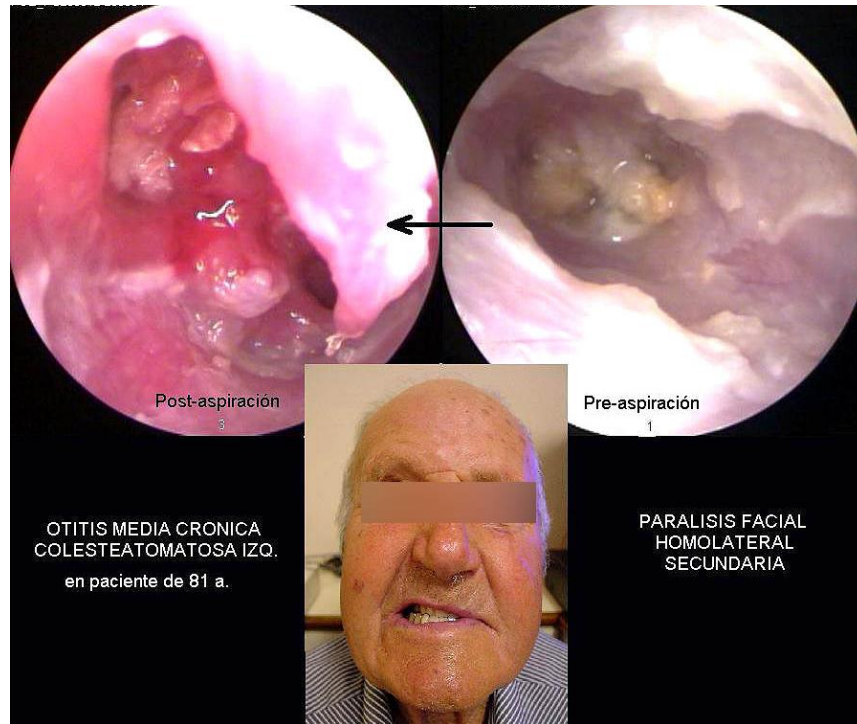 Post-aspiración
3
Pre-aspiración
1
OTITIS MEDIA CRONICA
COLESTEATOMATOSA IZQ.
en paciente de 81 a.
PARALISIS FACIAL
HOMOLATERAL
SECUNDARIA